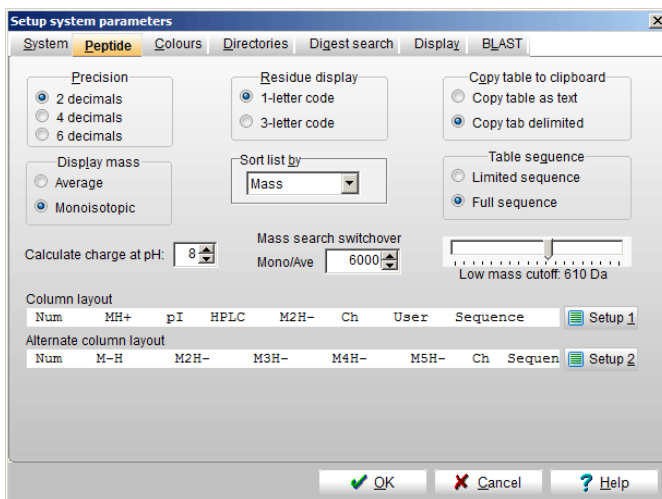 Setup system parameters
System Peptide Colours Directories Digest search Display BLAST
Precision
2 decimals
4 decimals
6 decimals
Residue display
1-letter code
3-letter code
Copy table to clipboard
Copy table as text
Copy tab delimited
Display mass
Average
Monoisotopic
Sort list by
Mass
Table sequence
Limited sequence
Full sequence
Calculate charge at pH: 8
Mass search switchover
Mono/Ave 6000
Low mass cutoff: 610 Da
Column layout
Num MH+ pI HPLC M2H- Ch User Sequence Setup 1
Alternate column layout
Num M-H M2H- M3H- M4H- M5H- Ch Sequen Setup 2
OK Cancel ? Help